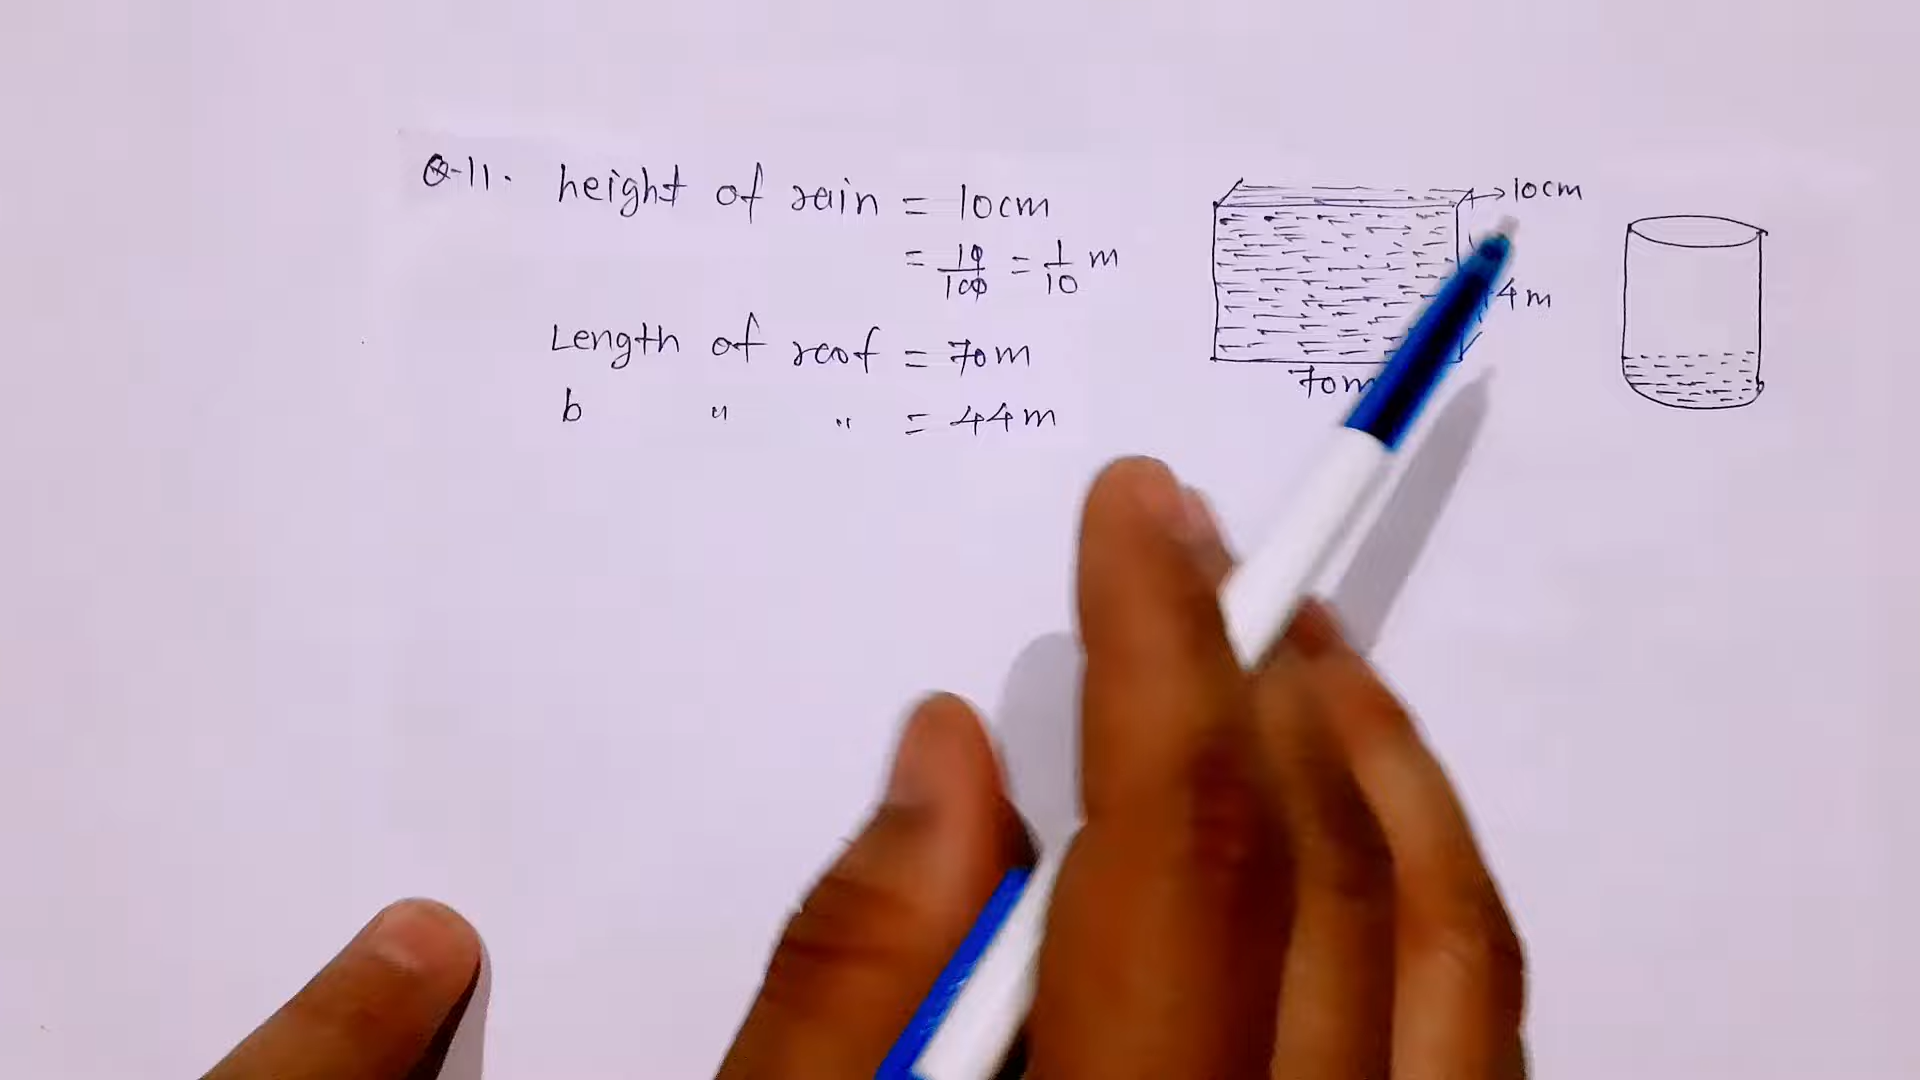 Q-11. height of rain = 10cm
= 10/100 = 1/10 m
Length of roof = 70m
b " " = 44m
10cm
4m
70m